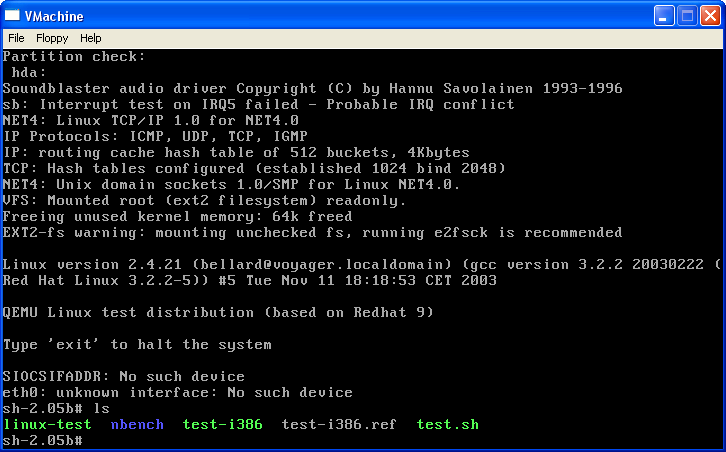 VMachine
File Floppy Help
Partition check:
 hda:
Soundblaster audio driver Copyright (C) by Hannu Savolainen 1993-1996
sb: Interrupt test on IRQ5 failed - Probable IRQ conflict
NET4: Linux TCP/IP 1.0 for NET4.0
IP Protocols: ICMP, UDP, TCP, IGMP
IP: routing cache hash table of 512 buckets, 4Kbytes
TCP: Hash tables configured (established 1024 bind 2048)
NET4: Unix domain sockets 1.0/SMP for Linux NET4.0.
VFS: Mounted root (ext2 filesystem) readonly.
Freeing unused kernel memory: 64k freed
EXT2-fs warning: mounting unchecked fs, running e2fsck is recommended
Linux version 2.4.21 (bellard@voyager.localdomain) (gcc version 3.2.2 20030222 (
Red Hat Linux 3.2.2-5)) #5 Tue Nov 11 18:18:53 CET 2003
QEMU Linux test distribution (based on Redhat 9)
Type 'exit' to halt the system
SIOCSIFADDR: No such device
eth0: unknown interface: No such device
sh-2.05b# ls
linux-test nbench test-i386 test-i386.ref test.sh
sh-2.05b#